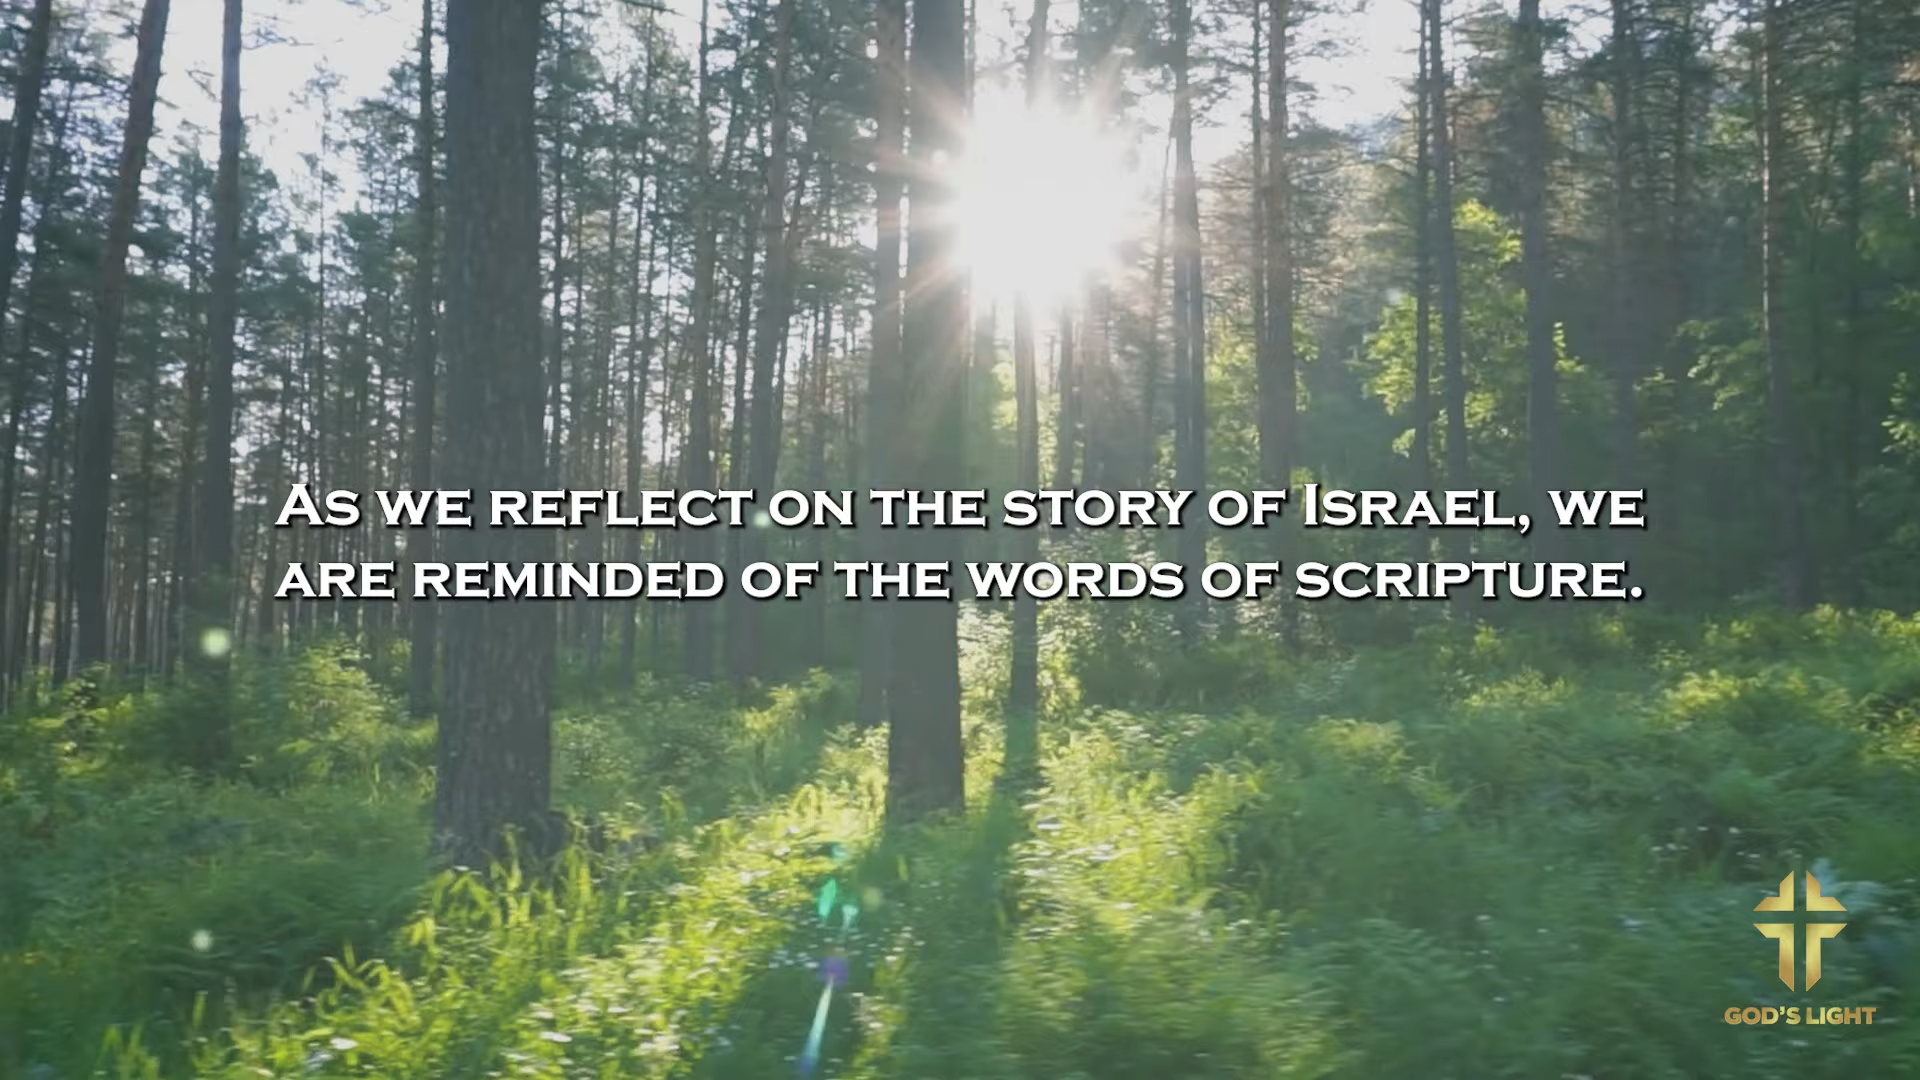 As we reflect on the story of Israel, we
are reminded of the words of scripture.
GOD'S LIGHT